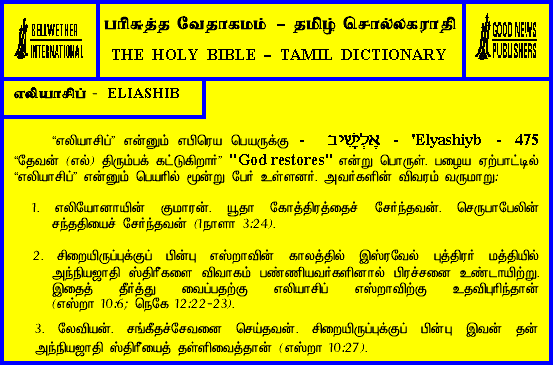 BELLWETHER
INTERNATIONAL
பரிசுத்த வேதாகமம் – தமிழ் சொல்லகராதி
THE HOLY BIBLE – TAMIL DICTIONARY
GOOD NEWS
PUBLISHERS
எலியாசிப் - ELIASHIB
“எலியாசிப்” என்னும் எபிரெய பெயருக்கு - אֶלְיָשִׁיב - 'Elyashiyb - 475
“தேவன் (எல்) திரும்பக் கட்டுகிறார்” "God restores" என்று பொருள். பழைய ஏற்பாட்டில்
“எலியாசிப்” என்னும் பெயரில் மூன்று பேர் உள்ளனர். அவர்களின் விவரம் வருமாறு:
1. எலியோனாயின் குமாரன். யூதா கோத்திரத்தைச் சேர்ந்தவன். செருபாபேலின்
சந்ததியைச் சேர்ந்தவன் (1நாளா 3:24).
2. சிறையிருப்புக்குப் பின்பு எஸ்றாவின் காலத்தில் இஸ்ரவேல் புத்திரர் மத்தியில்
அந்நியஜாதி ஸ்திரீகளை விவாகம் பண்ணியவர்களினால் பிரச்சனை உண்டாயிற்று.
இதைத் தீர்த்து வைப்பதற்கு எலியாசிப் எஸ்றாவிற்கு உதவிபுரிந்தான்
(எஸ்றா 10:6; நெகே 12:22-23).
3. லேவியன். சங்கீதச்சேவனை செய்தவன். சிறையிருப்புக்குப் பின்பு இவன் தன்
அந்நியஜாதி ஸ்திரீயைத் தள்ளிவைத்தான் (எஸ்றா 10:27).